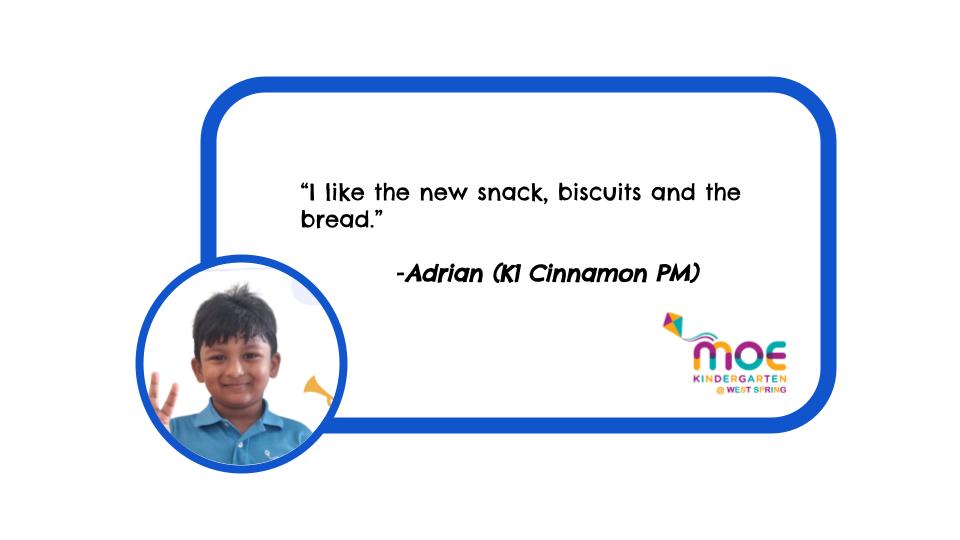 “I like the new snack, biscuits and the
bread.”
-Adrian (K1 Cinnamon PM)
MOE
KINDERGARTEN
@ WEST SPRING